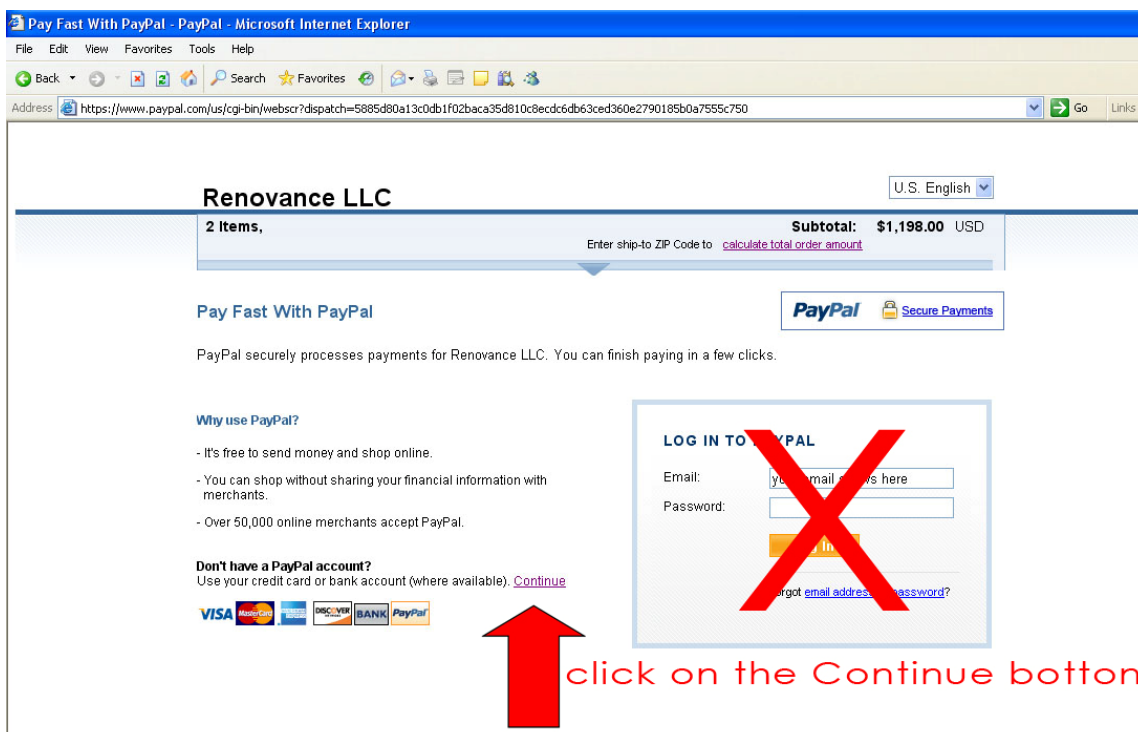 Pay Fast With PayPal - PayPal - Microsoft Internet Explorer
File Edit View Favorites Tools Help
Back Search Favorites
Address https://www.paypal.com/us/cgi-bin/webscr?dispatch=5885d80a13c0db1f02baca35d810c8ecdc6db63ced360e2790185b0a7555c750 Go Links
Renovance LLC U.S. English
2 Items, Subtotal: $1,198.00 USD
Enter ship-to ZIP Code to calculate total order amount
Pay Fast With PayPal PayPal Secure Payments
PayPal securely processes payments for Renovance LLC. You can finish paying in a few clicks.
Why use PayPal?
- It's free to send money and shop online.
- You can shop without sharing your financial information with
merchants.
- Over 50,000 online merchants accept PayPal.
Don't have a PayPal account?
Use your credit card or bank account (where available). Continue
VISA MasterCard DISCOVER BANK PayPal
LOG IN TO PAYPAL
Email: here
Password:
email address password?
click on the Continue botton